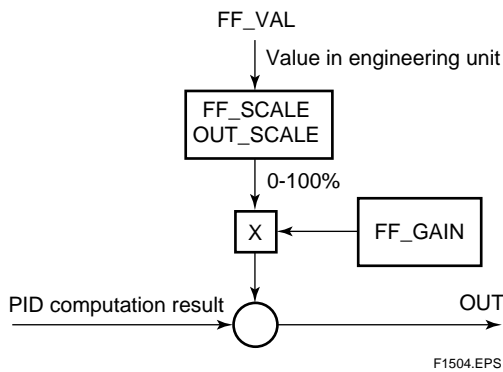 FF_VAL
Value in engineering unit
FF_SCALE
OUT_SCALE
0-100%
X
FF_GAIN
PID computation result
OUT
F1504.EPS